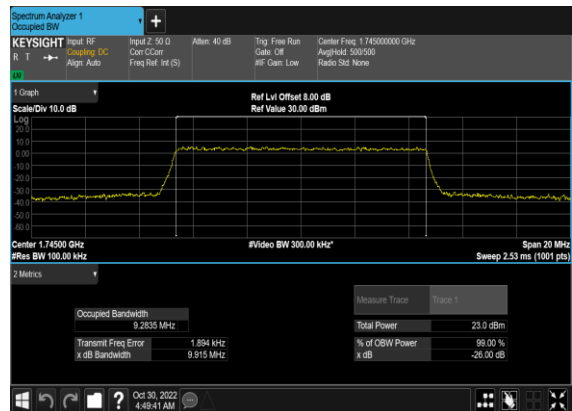 Spectrum Analyzer 1
Occupied BW
+
KEYSIGHT Input: RF Input Z: 50 Ω Atten: 40 dB Trig: Free Run Center Freq: 1.745000000 GHz
R T Coupling: DC Corr CCorr Gate: Off Avg|Hold: 500/500
Align: Auto Freq Ref: Int (S) #IF Gain: Low Radio Std: None
1 Graph
Ref Lvl Offset 8.00 dB
Scale/Div 10.0 dB Ref Value 30.00 dBm
Log
20.0
10.0
0.00
-10.0
-20.0
-30.0
-40.0
-50.0
-60.0
Center 1.74500 GHz #Video BW 300.00 kHz* Span 20 MHz
#Res BW 100.00 kHz Sweep 2.53 ms (1001 pts)
2 Metrics
Measure Trace Trace 1
Occupied Bandwidth
9.2835 MHz Total Power 23.0 dBm
Transmit Freq Error 1.894 kHz % of OBW Power 99.00 %
x dB Bandwidth 9.915 MHz x dB -26.00 dB
? Oct 30, 2022
4:49:41 AM